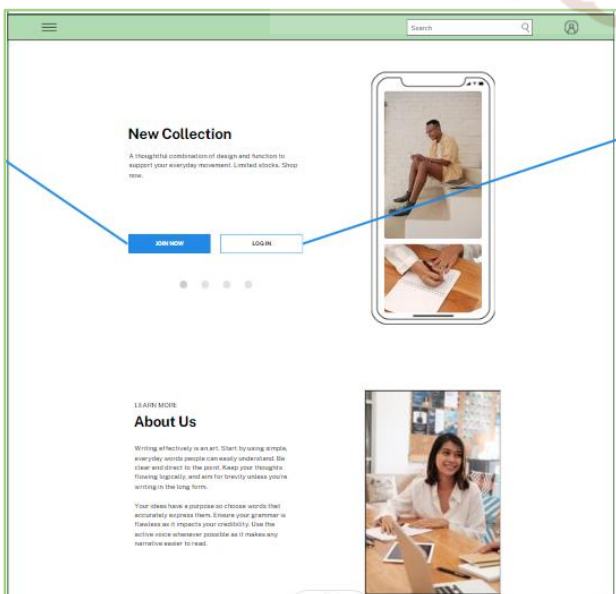 Search
New Collection
A thoughtful combination of design and function to
support your everyday movement. Limited stocks. Shop
now.
JOIN NOW
LOG IN
LEARN MORE
About Us
Writing effectively is an art. Start by using simple,
everyday words people can easily understand. Be
clear and direct to the point. Keep your thoughts
flowing logically, and aim for brevity unless you're
writing in the long form.
Your ideas have a purpose so choose words that
accurately express them. Ensure your grammar is
flawless as it impacts your credibility. Use the
active voice whenever possible as it makes any
narrative easier to read.